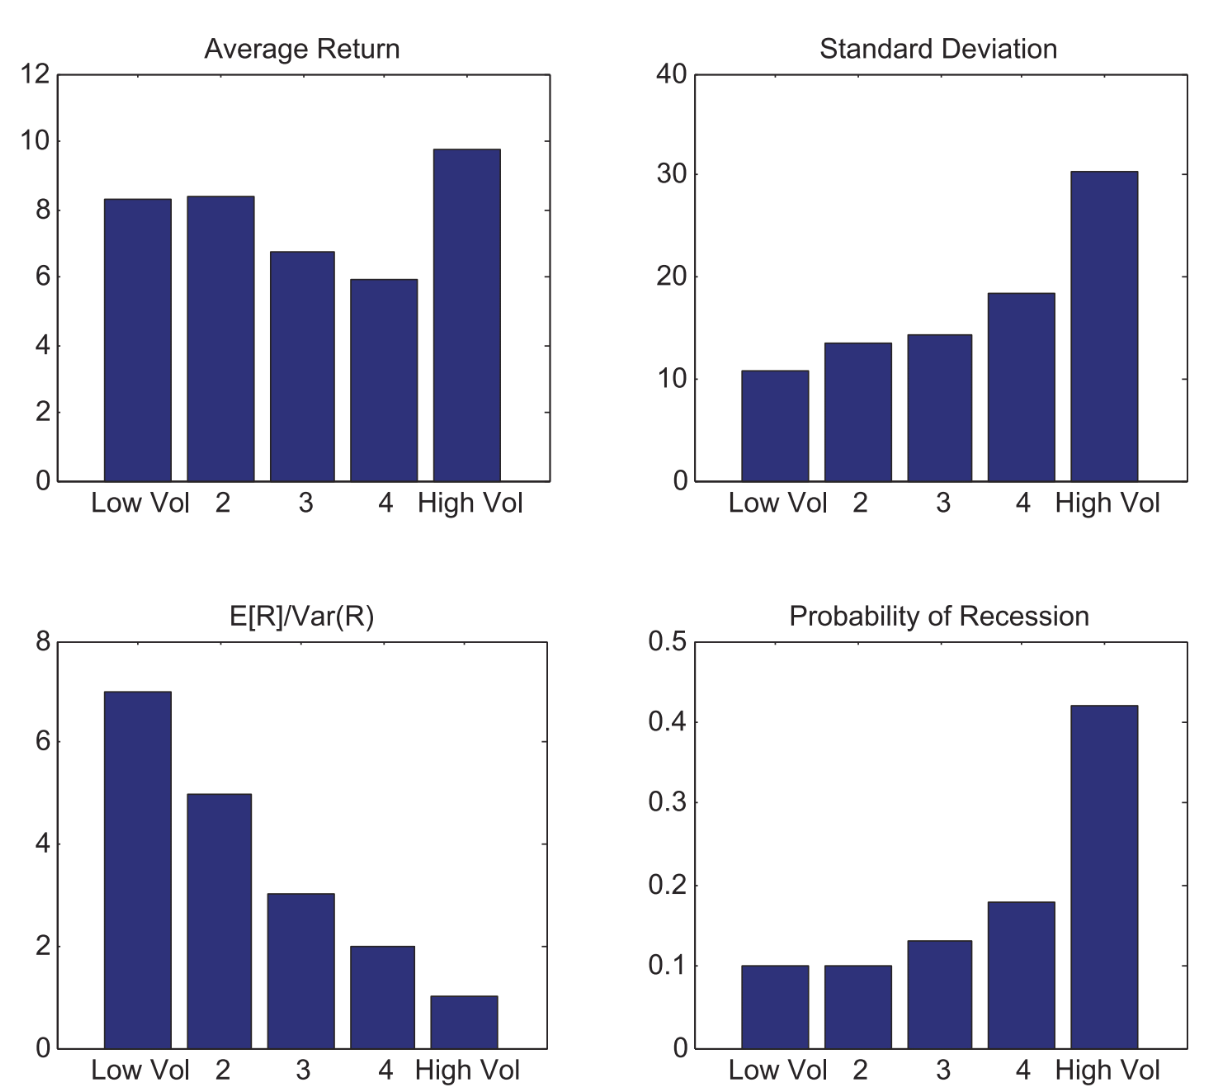 Average Return
12
10
8
6
4
2
0
Low Vol 2 3 4 High Vol
Standard Deviation
40
30
20
10
0
Low Vol 2 3 4 High Vol
E[R]/Var(R)
8
6
4
2
0
Low Vol 2 3 4 High Vol
Probability of Recession
0.5
0.4
0.3
0.2
0.1
0
Low Vol 2 3 4 High Vol